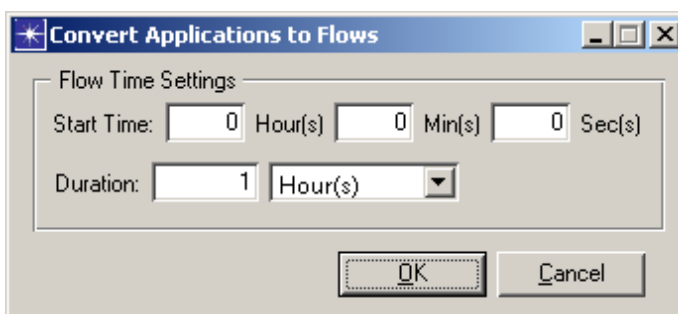 Convert Applications to Flows
Flow Time Settings
Start Time: 0 Hour(s) 0 Min(s) 0 Sec(s)
Duration: 1 Hour(s)
OK Cancel